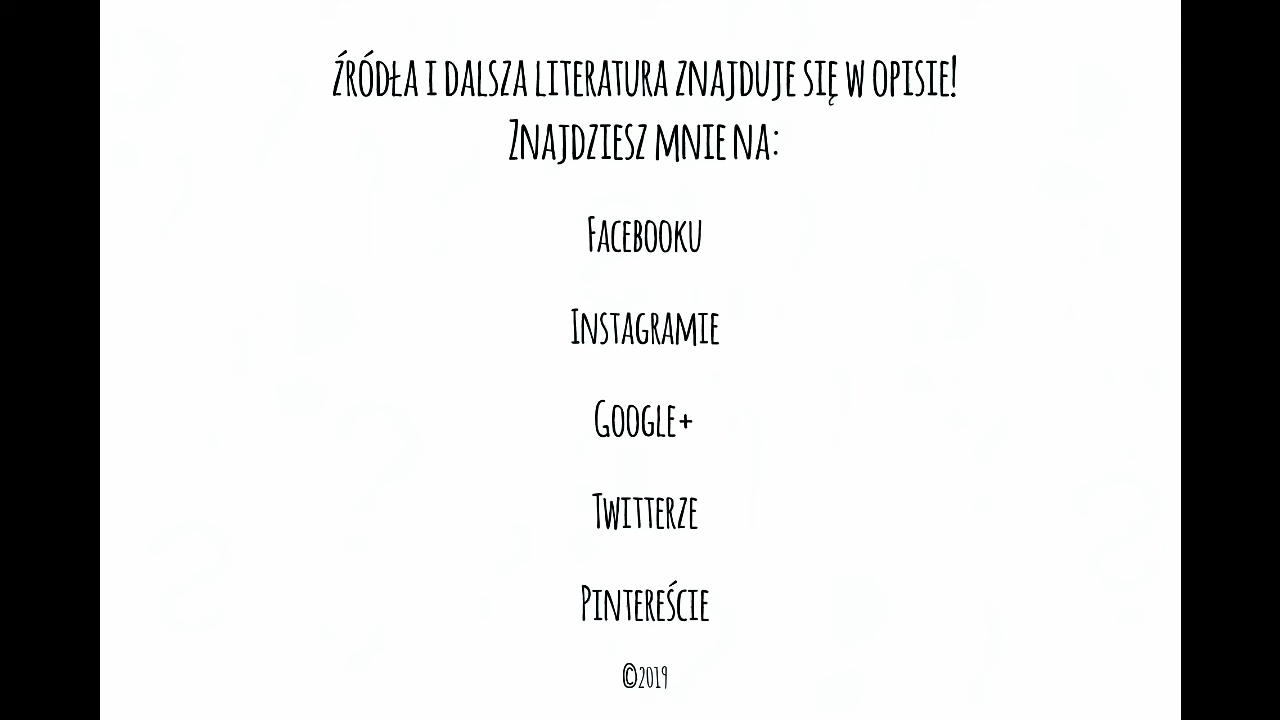 Źródła i dalsza literatura znajduje się w opisie!
Znajdziesz mnie na:
Facebooku
Instagramie
Google+
Twitterze
Pintereście
©2019